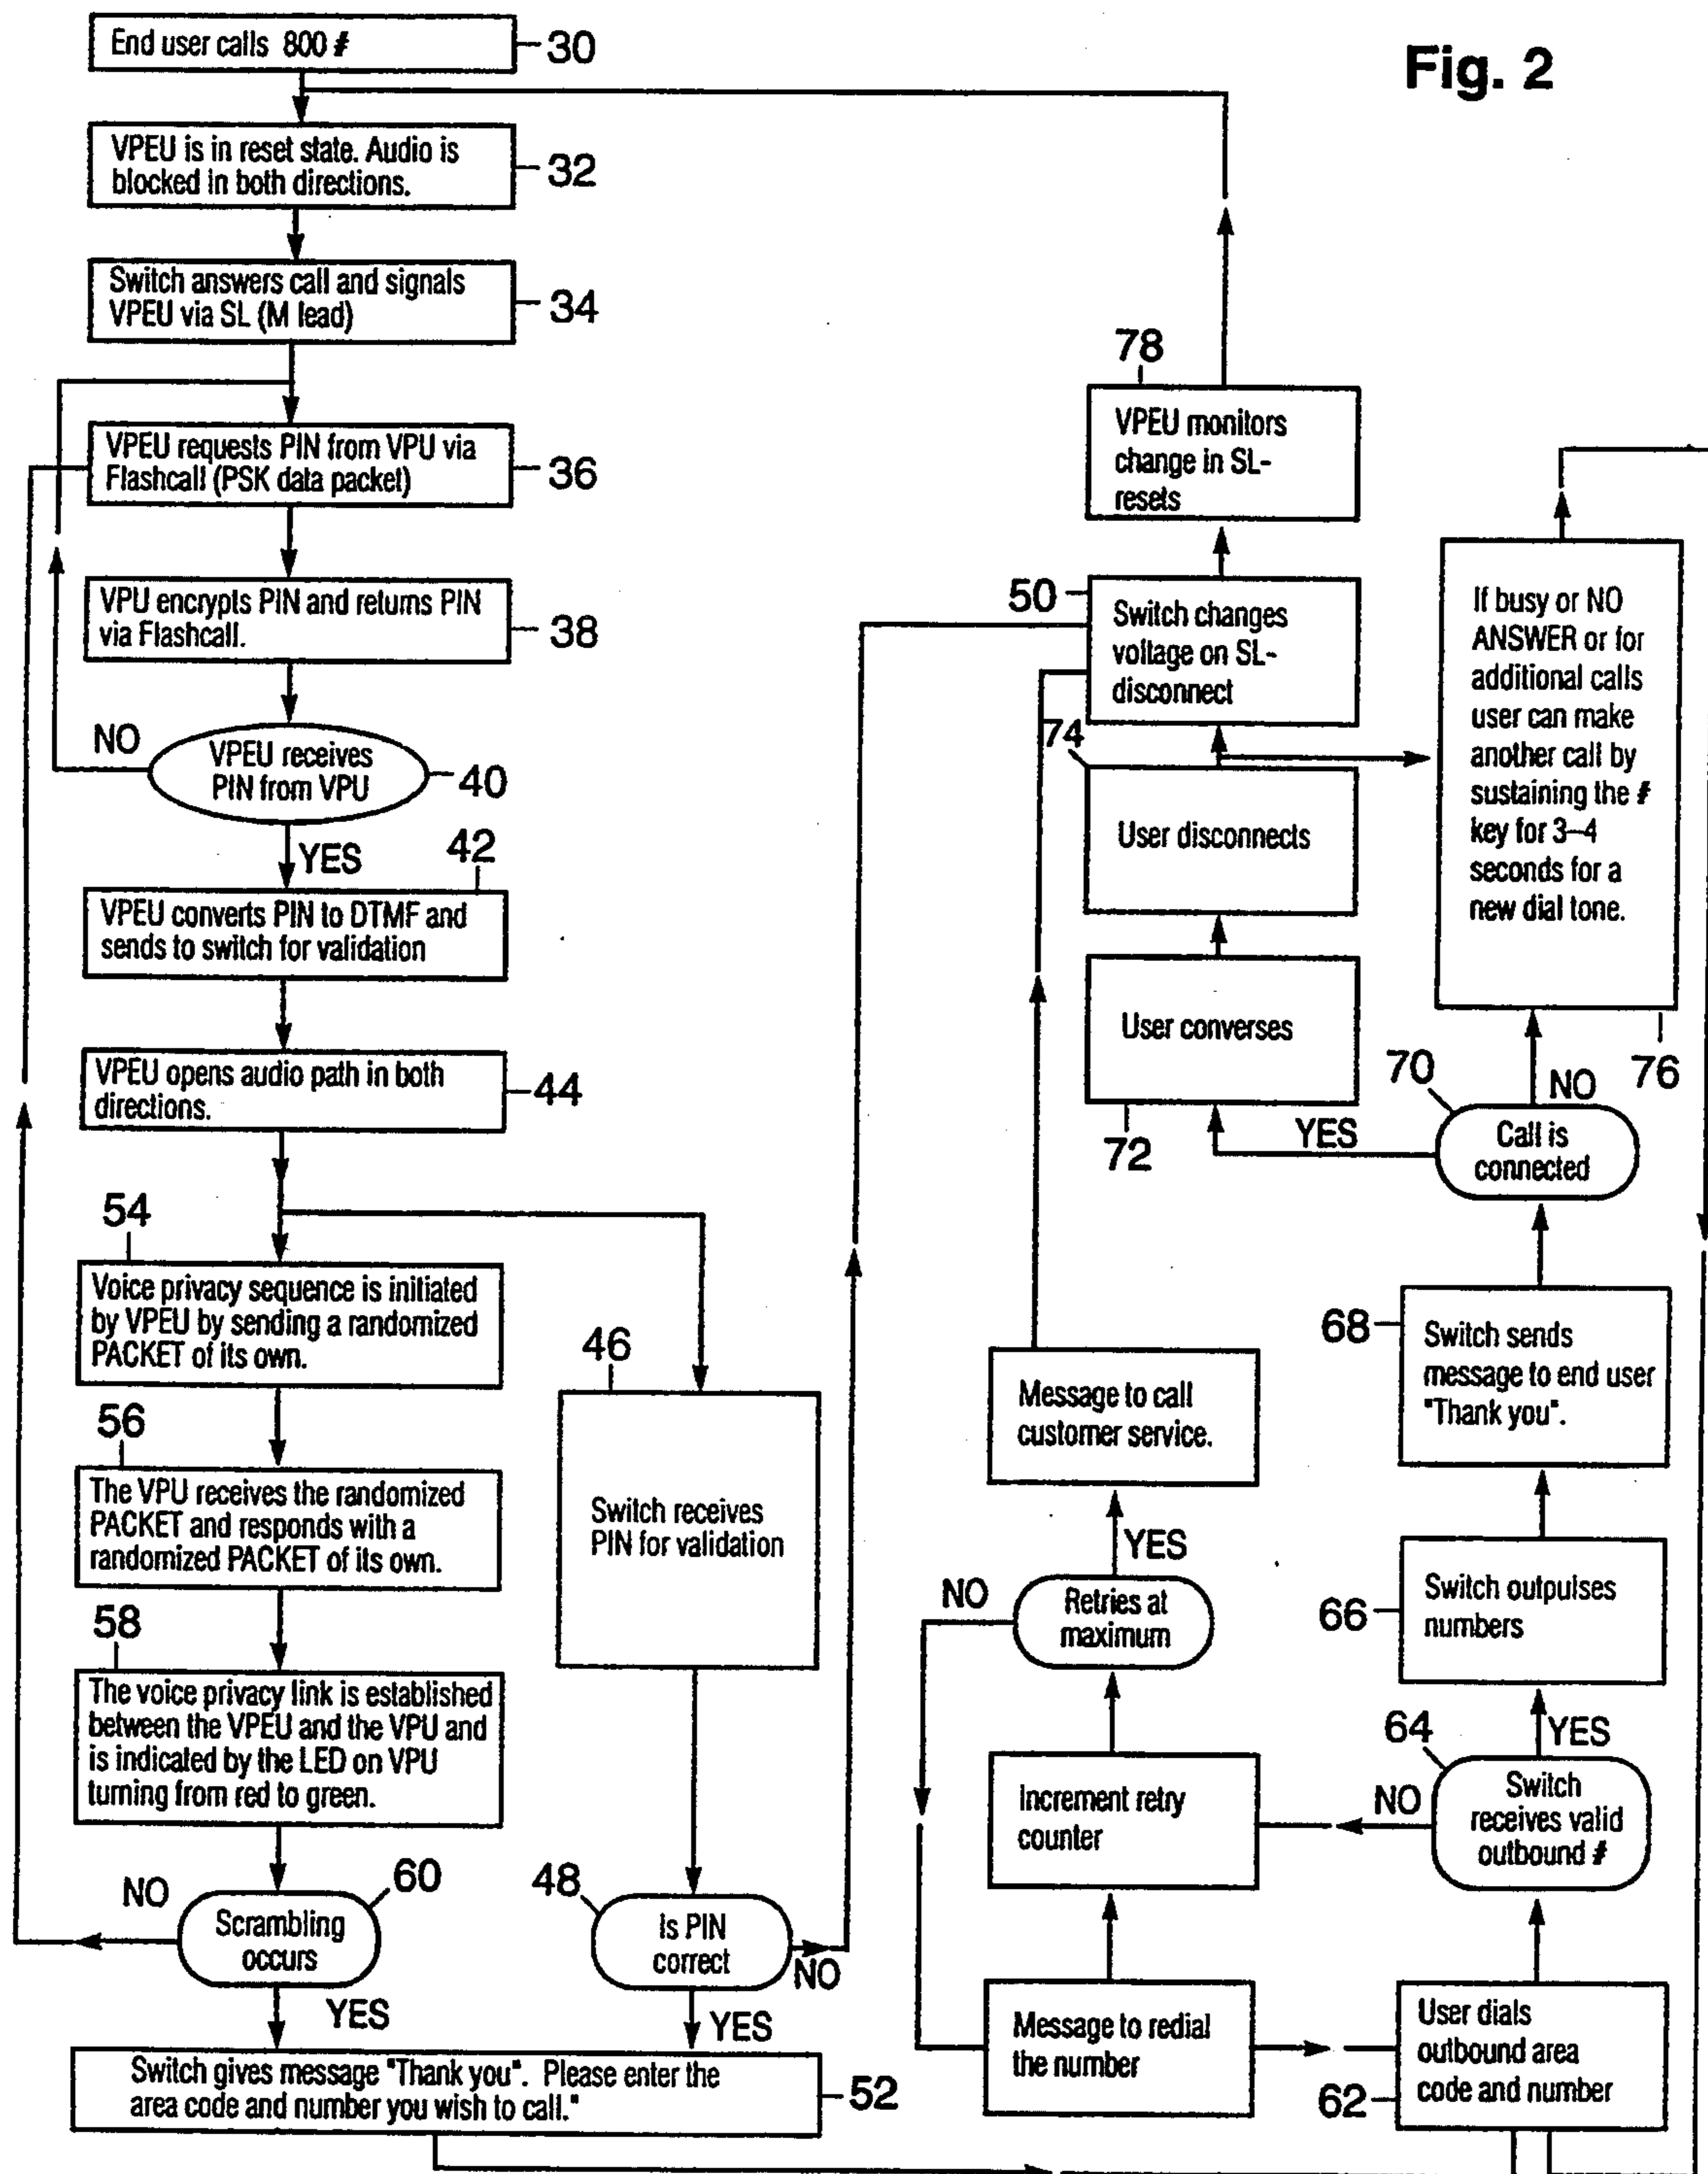 Fig. 2
End user calls 800 #
30
VPEU is in reset state. Audio is
blocked in both directions.
32
Switch answers call and signals
VPEU via SL (M lead)
34
VPEU requests PIN from VPU via
Flashcall (PSK data packet)
36
VPU encrypts PIN and returns PIN
via Flashcall.
38
NO
VPEU receives
PIN from VPU
40
YES
42
VPEU converts PIN to DTMF and
sends to switch for validation
VPEU opens audio path in both
directions.
44
54
Voice privacy sequence is initiated
by VPEU by sending a randomized
PACKET of its own.
56
The VPU receives the randomized
PACKET and responds with a
randomized PACKET of its own.
58
The voice privacy link is established
between the VPEU and the VPU and
is indicated by the LED on VPU
turning from red to green.
NO
60
Scrambling
occurs
YES
46
Switch receives
PIN for validation
48
Is PIN
correct
NO
YES
Switch gives message "Thank you". Please enter the
area code and number you wish to call."
52
78
VPEU monitors
change in SL-
resets
50
Switch changes
voltage on SL-
disconnect
74
User disconnects
User converses
72
YES
If busy or NO
ANSWER or for
additional calls
user can make
another call by
sustaining the #
key for 3–4
seconds for a
new dial tone.
76
70
NO
Call is
connected
68
Switch sends
message to end user
"Thank you".
66
Switch outpulses
numbers
64
YES
Switch
receives valid
outbound #
NO
Message to call
customer service.
YES
NO
Retries at
maximum
Increment retry
counter
Message to redial
the number
User dials
outbound area
code and number
62